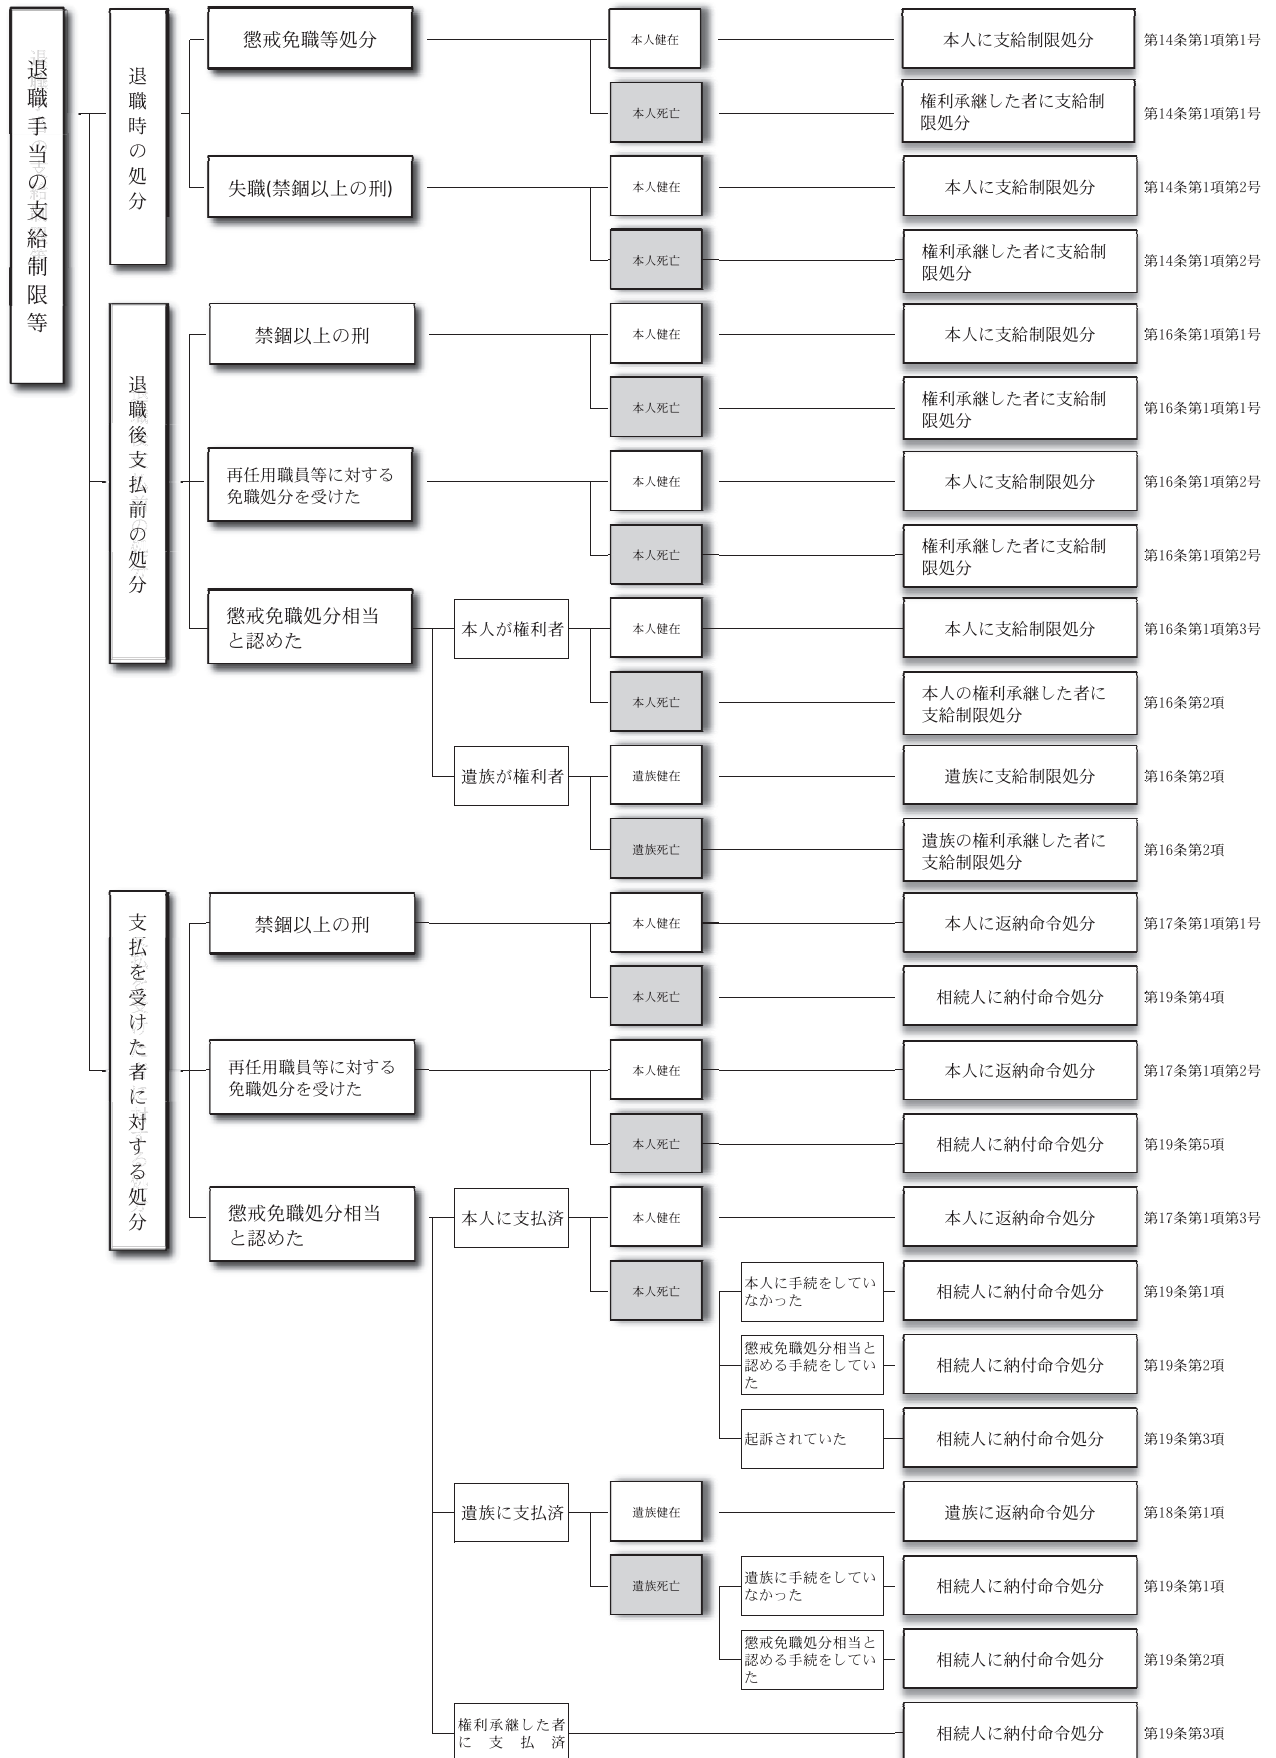 退職手当の支給制限等
退職時の処分
懲戒免職等処分
本人健在
本人に支給制限処分
第14条第1項第1号
本人死亡
権利承継した者に支給制
限処分
第14条第1項第1号
失職(禁錮以上の刑)
本人健在
本人に支給制限処分
第14条第1項第2号
本人死亡
権利承継した者に支給制
限処分
第14条第1項第2号
退職後支払前の処分
禁錮以上の刑
本人健在
本人に支給制限処分
第16条第1項第1号
本人死亡
権利承継した者に支給制
限処分
第16条第1項第1号
再任用職員等に対する
免職処分を受けた
本人健在
本人に支給制限処分
第16条第1項第2号
本人死亡
権利承継した者に支給制
限処分
第16条第1項第2号
懲戒免職処分相当
と認めた
本人が権利者
本人健在
本人に支給制限処分
第16条第1項第3号
本人死亡
本人の権利承継した者に
支給制限処分
第16条第2項
遺族が権利者
遺族健在
遺族に支給制限処分
第16条第2項
遺族死亡
遺族の権利承継した者に
支給制限処分
第16条第2項
支払を受けた者に対する処分
禁錮以上の刑
本人健在
本人に返納命令処分
第17条第1項第1号
本人死亡
相続人に納付命令処分
第19条第4項
再任用職員等に対する
免職処分を受けた
本人健在
本人に返納命令処分
第17条第1項第2号
本人死亡
相続人に納付命令処分
第19条第5項
懲戒免職処分相当
と認めた
本人に支払済
本人健在
本人に返納命令処分
第17条第1項第3号
本人死亡
本人に手続をしてい
なかった
相続人に納付命令処分
第19条第1項
懲戒免職処分相当と
認める手続をしてい
た
相続人に納付命令処分
第19条第2項
起訴されていた
相続人に納付命令処分
第19条第3項
遺族に支払済
遺族健在
遺族に返納命令処分
第18条第1項
遺族死亡
遺族に手続をしてい
なかった
相続人に納付命令処分
第19条第1項
懲戒免職処分相当と
認める手続をしてい
た
相続人に納付命令処分
第19条第2項
権利承継した者
に支払済
相続人に納付命令処分
第19条第3項